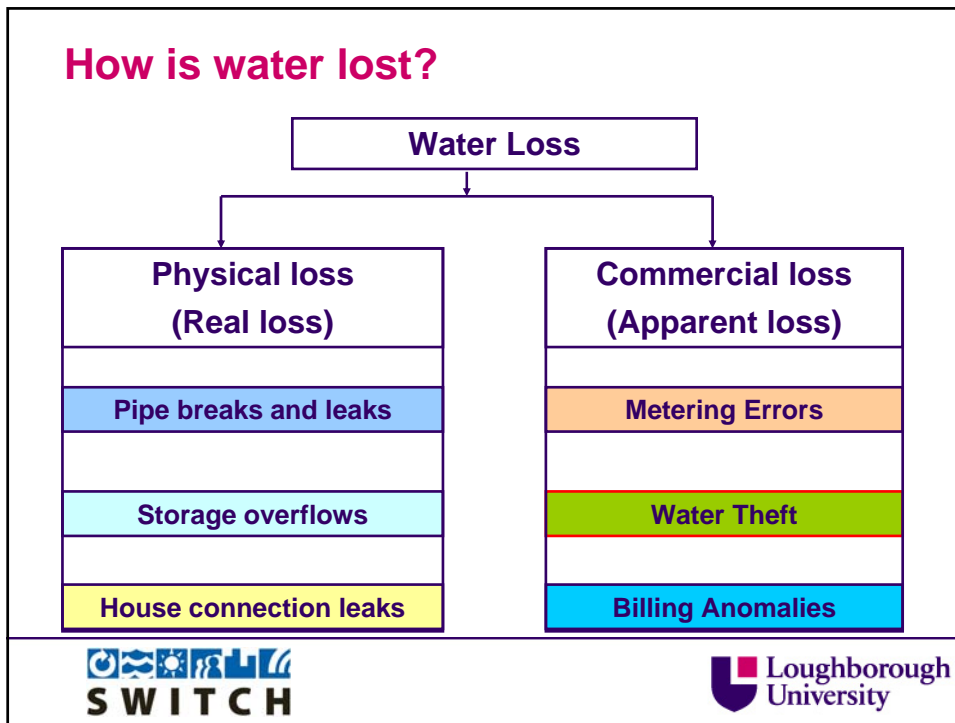 How is water lost?
Water Loss
Physical loss
(Real loss)
Pipe breaks and leaks
Storage overflows
House connection leaks
Commercial loss
(Apparent loss)
Metering Errors
Water Theft
Billing Anomalies
SWITCH
Loughborough
University